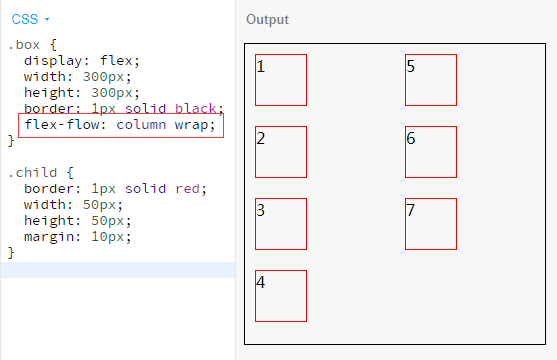 CSS
.box {
display: flex;
width: 300px;
height: 300px;
border: 1px solid black;
flex-flow: column wrap;
}
.child {
border: 1px solid red;
width: 50px;
height: 50px;
margin: 10px;
}
Output
1
5
2
6
3
7
4